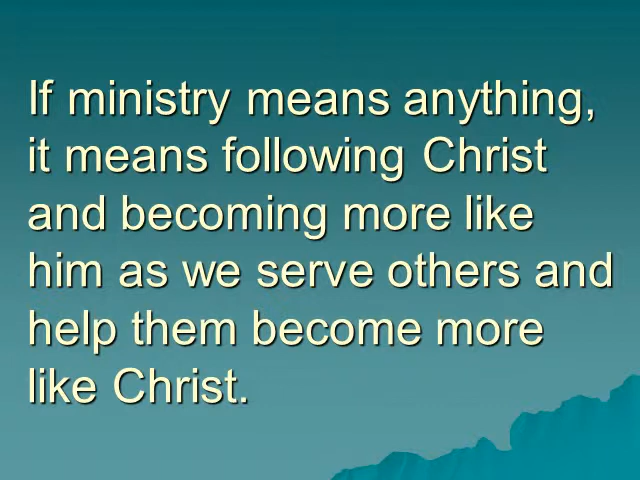 If ministry means anything,
it means following Christ
and becoming more like
him as we serve others and
help them become more
like Christ.